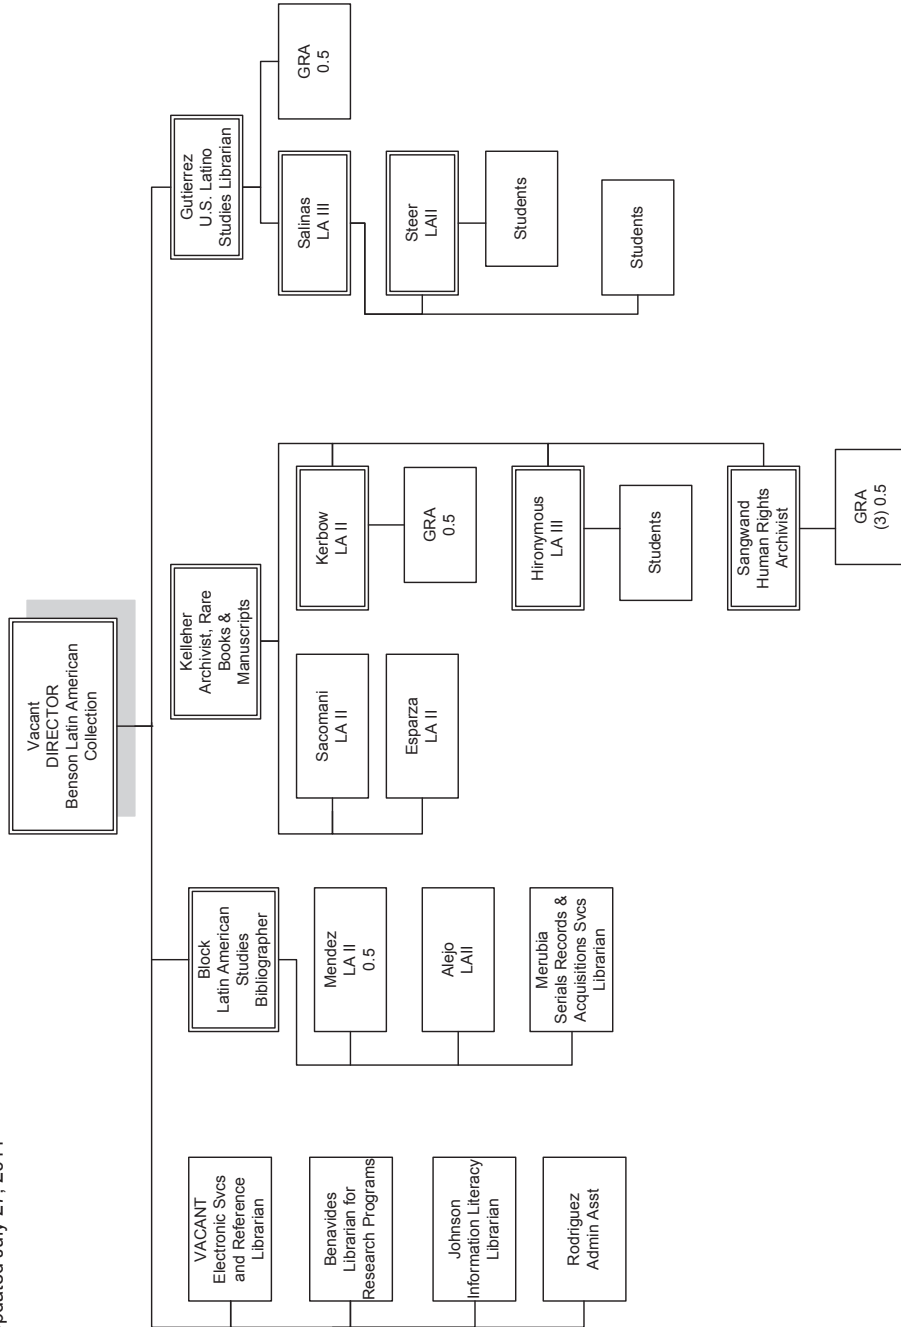 Updated July 27, 2011
Vacant
DIRECTOR
Benson Latin American
Collection
VACANT
Electronic Svcs
and Reference
Librarian
Benavides
Librarian for
Research Programs
Johnson
Information Literacy
Librarian
Rodriguez
Admin Asst
Block
Latin American
Studies
Bibliographer
Mendez
LA II
0.5
Alejo
LAII
Merubia
Serials Records &
Acquisitions Svcs
Librarian
Kelleher
Archivist, Rare
Books &
Manuscripts
Sacomani
LA II
Esparza
LA II
Kerbow
LA II
GRA
0.5
Hironymous
LA III
Students
Sangwand
Human Rights
Archivist
GRA
(3) 0.5
Gutierrez
U.S. Latino
Studies Librarian
Salinas
LA III
GRA
0.5
Steer
LAII
Students
Students